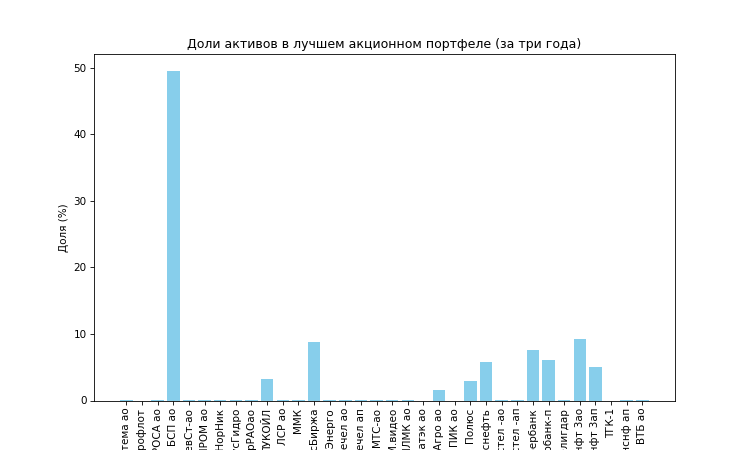 Доли активов в лучшем акционном портфеле (за три года)
Доля (%)
50
40
30
20
10
0
тема ао
рофлот
РОСА ао
БСП ао
евСт-ао
ПРОМ ао
НорНик
сГидро
рРАОао
УКОЙЛ
ЛСР ао
ММК
сБиржа
Энерго
ечел ао
ечел ап
МТС-ао
М.видео
ЛМК ао
атэк ао
Агро ао
ПИК ао
Полюс
снефть
стел -ао
стел -ап
ербанк
рбанк-п
лигдар
нфт 3ао
нфт 3ап
ТГК-1
нснф ап
ВТБ ао